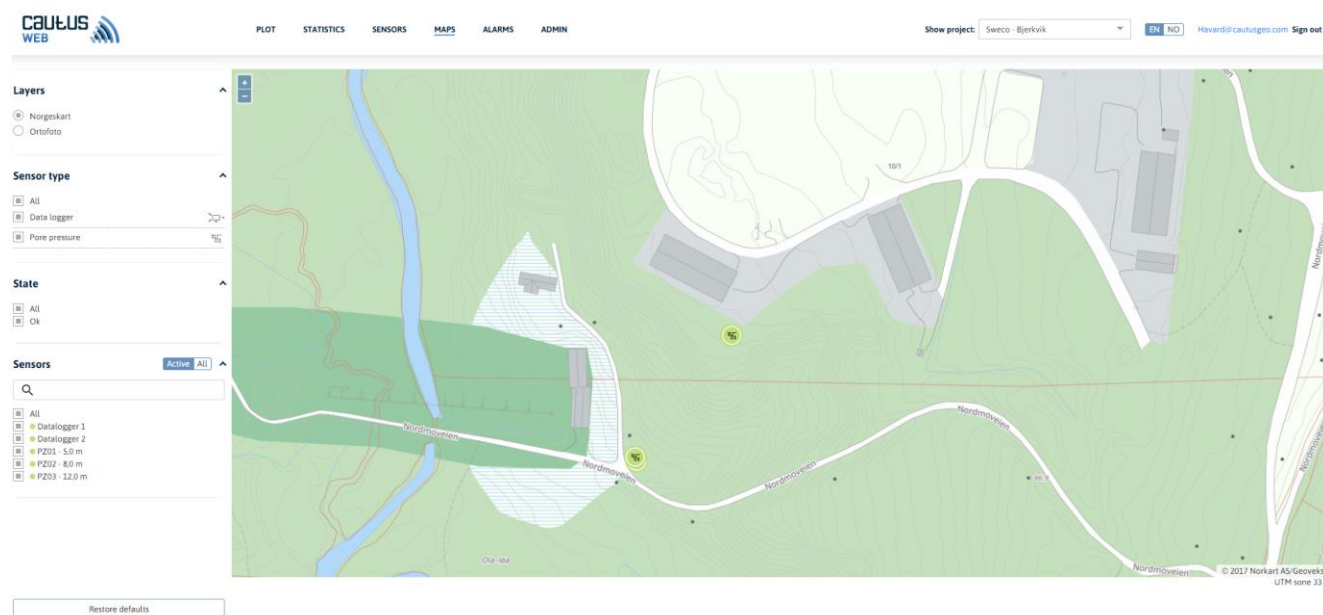 cautus
WEB
PLOT STATISTICS SENSORS MAPS ALARMS ADMIN
Show project: Sweco - Bjerkvik
EN NO
Havard@cautusgeo.com Sign out
Layers
Norgeskart
Ortofoto
Sensor type
All
Data logger
Pore pressure
State
All
Ok
Sensors
Active All
All
Datalogger 1
Datalogger 2
PZ01 - 5,0 m
PZ02 - 8,0 m
PZ03 - 12,0 m
Restore defaults
+
−
10/1
Nordmoveien
Nordmoveien
Nordmoveien
Nordmoveien
Nordmoveien
Nordmoveien
© 2017 Norkart AS/Geoveks
UTM sone 33